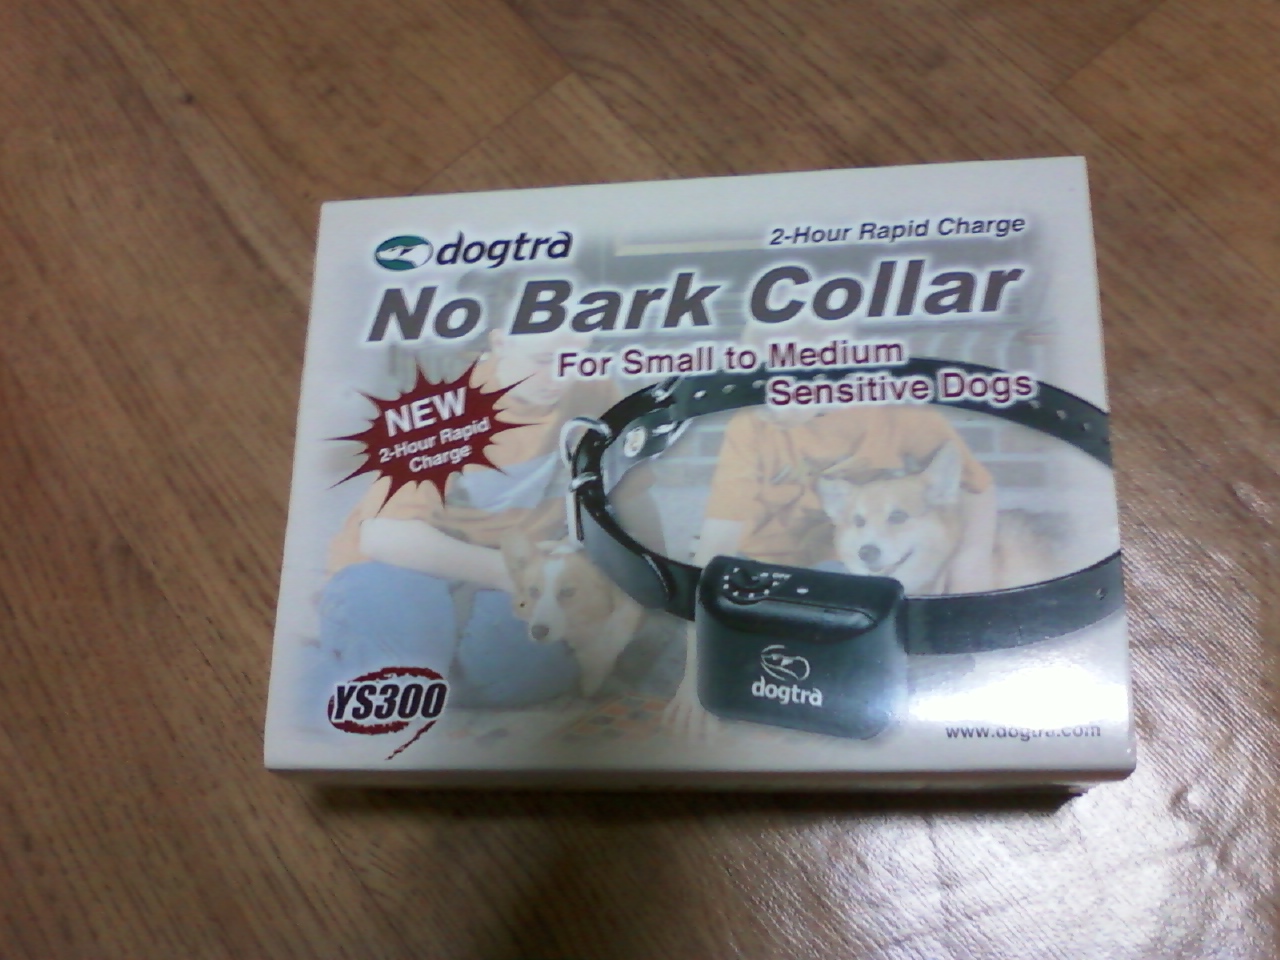 dogtra
2-Hour Rapid Charge
No Bark Collar
For Small to Medium
Sensitive Dogs
NEW
2-Hour Rapid
Charge
dogtra
YS300
www.dogtra.com